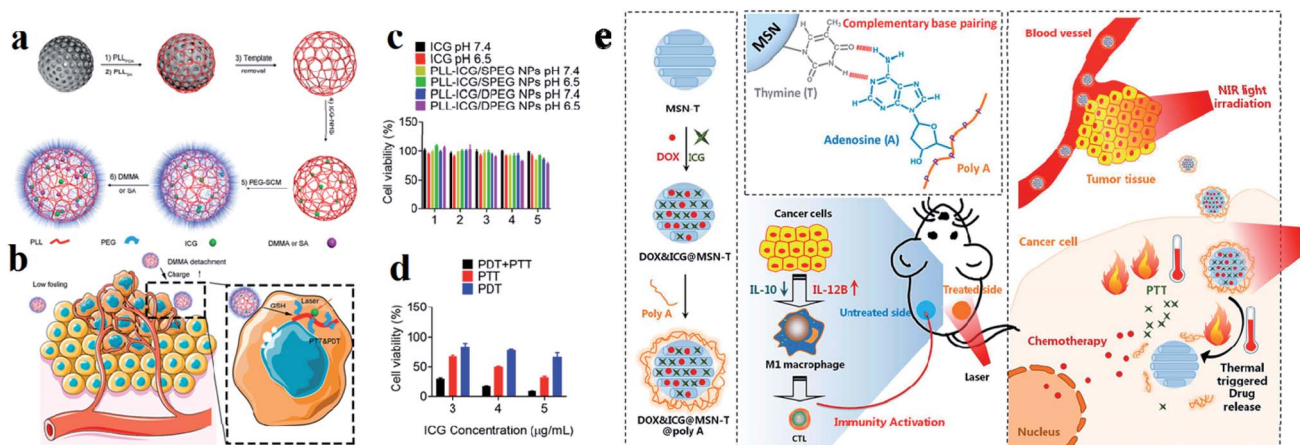 a
1) PLL_PDA
2) PLL_SH
3) Template
removal
4) ICG-NHS
5) PEG-SCM
6) DMMA
or SA
PLL
PEG
ICG
DMMA or SA
b
Low fouling
DMMA detachment
Charge ↑
GSH
Laser
PTT&PDT
c
ICG pH 7.4
ICG pH 6.5
PLL-ICG/SPEG NPs pH 7.4
PLL-ICG/SPEG NPs pH 6.5
PLL-ICG/DPEG NPs pH 7.4
PLL-ICG/DPEG NPs pH 6.5
Cell viability (%)
150
100
50
0
1 2 3 4 5
d
PDT+PTT
PTT
PDT
Cell viability (%)
150
100
50
0
3 4 5
ICG Concentration (μg/mL)
e
MSN-T
DOX
ICG
DOX&ICG@MSN-T
Poly A
DOX&ICG@MSN-T
@poly A
MSN
Complementary base pairing
CH3
O
H
N
H
N
O
N
H
N
N
N
N
O
HO
Thymine (T)
Adenosine (A)
Poly A
Cancer cells
IL-10 ↓ IL-12B ↑
M1 macrophage
CTL
Untreated side
Treated side
Laser
Immunity Activation
Blood vessel
NIR light
irradiation
Tumor tissue
Cancer cell
PTT
Chemotherapy
Thermal
triggered
Drug
release
Nucleus